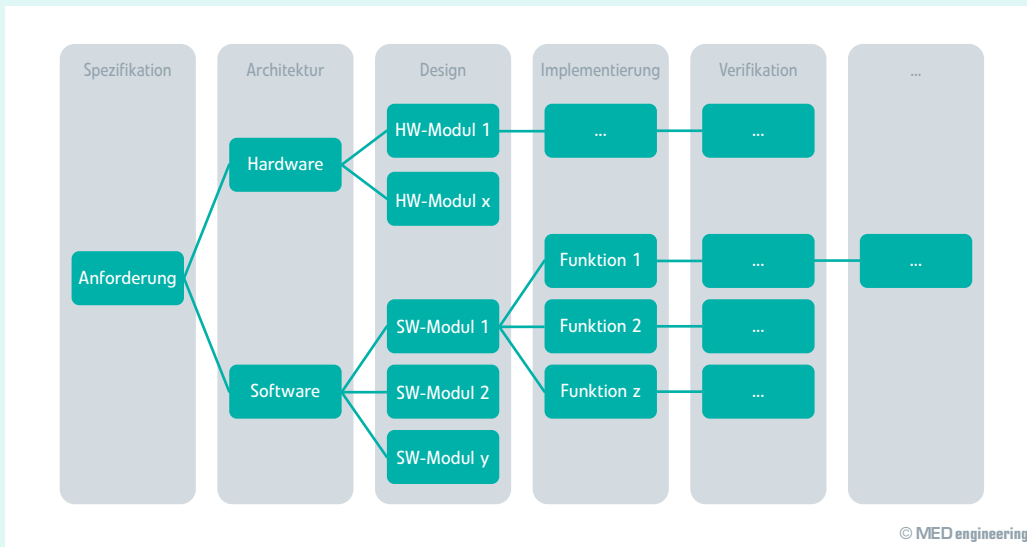 Spezifikation
Architektur
Design
Implementierung
Verifikation
...
HW-Modul 1
...
...
Hardware
HW-Modul x
Anforderung
Funktion 1
...
...
SW-Modul 1
Funktion 2
...
Software
SW-Modul 2
Funktion z
...
SW-Modul y
© MED engineering